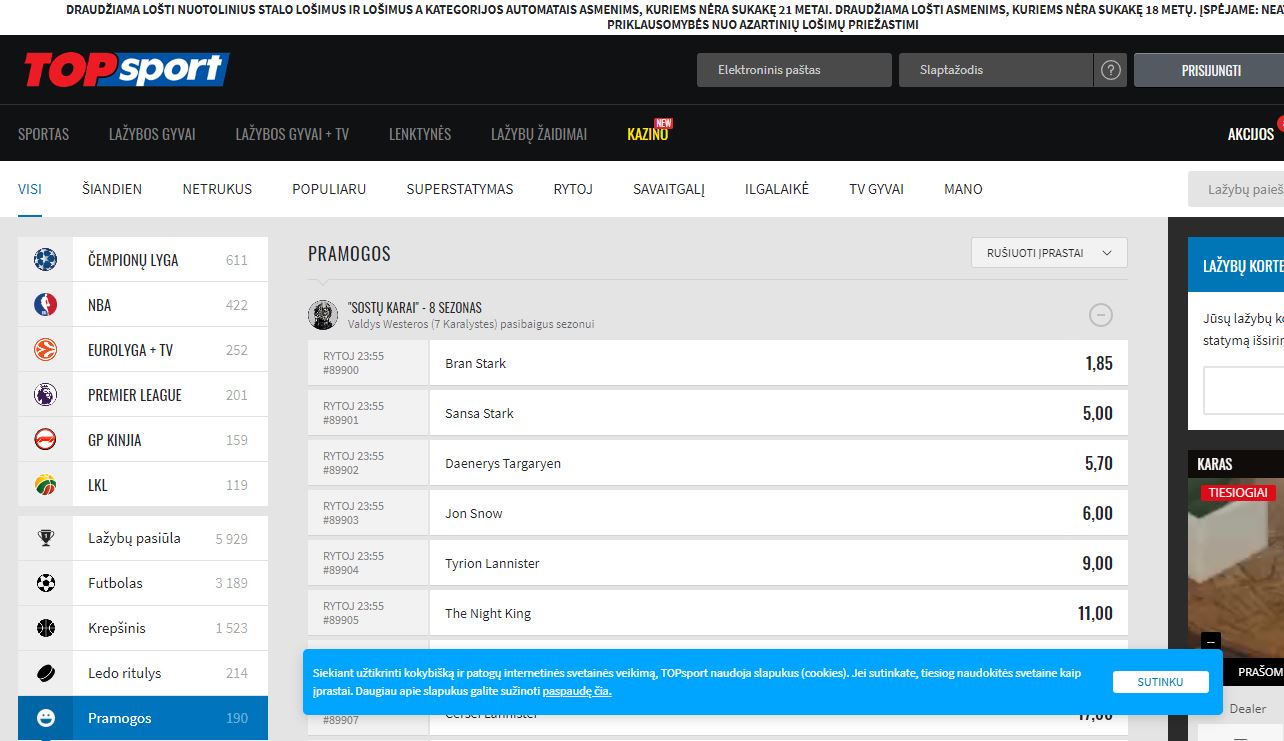 DRAUDŽIAMA LOŠTI NUOTOLINIUS STALO LOŠIMUS IR LOŠIMUS A KATEGORIJOS AUTOMATAIS ASMENIMS, KURIEMS NĖRA SUKAKĘ 21 METAI. DRAUDŽIAMA LOŠTI ASMENIMS, KURIEMS NĖRA SUKAKĘ 18 METŲ. ĮSPĖJAME:
PRIKLAUSOMYBĖS NUO AZARTINIŲ LOŠIMŲ PRIEŽASTIMI
TOPsport
Elektroninis paštas
Slaptažodis
?
PRISIJUNGTI
SPORTAS
LAŽYBOS GYVAI
LAŽYBOS GYVAI + TV
LENKTYNĖS
LAŽYBŲ ŽAIDIMAI
KAZINO
NEW
AKCIJOS
VISI
ŠIANDIEN
NETRUKUS
POPULIARU
SUPERSTATYMAS
RYTOJ
SAVAITGALĮ
ILGALAIKĖ
TV GYVAI
MANO
Lažybų paieš
ČEMPIONŲ LYGA 611
NBA 422
EUROLYGA + TV 252
PREMIER LEAGUE 201
GP KINIJA 159
LKL 119
Lažybų pasiūla 5 929
Futbolas 3 189
Krepšinis 1 523
Ledo ritulys 214
Pramogos 190
PRAMOGOS
RUŠIUOTI ĮPRASTAI
"SOSTŲ KARAI" - 8 SEZONAS
Valdys Westeros (7 Karalystes) pasibaigus sezonui
RYTOJ 23:55
#89900
Bran Stark 1,85
RYTOJ 23:55
#89901
Sansa Stark 5,00
RYTOJ 23:55
#89902
Daenerys Targaryen 5,70
RYTOJ 23:55
#89903
Jon Snow 6,00
RYTOJ 23:55
#89904
Tyrion Lannister 9,00
RYTOJ 23:55
#89905
The Night King 11,00
#89907
Cersei Lannister 17,00
Siekiant užtikrinti kokybišką ir patogų internetinės svetainės veikimą, TOPsport naudoja slapukus (cookies). Jei sutinkate, tiesiog naudokitės svetaine kaip
įprastai. Daugiau apie slapukus galite sužinoti paspaudę čia.
SUTINKU
LAŽYBŲ KORTE
Jūsų lažybų ko
statymą išsirin
KARAS
TIESIOGIAI
PRAŠOM
Dealer